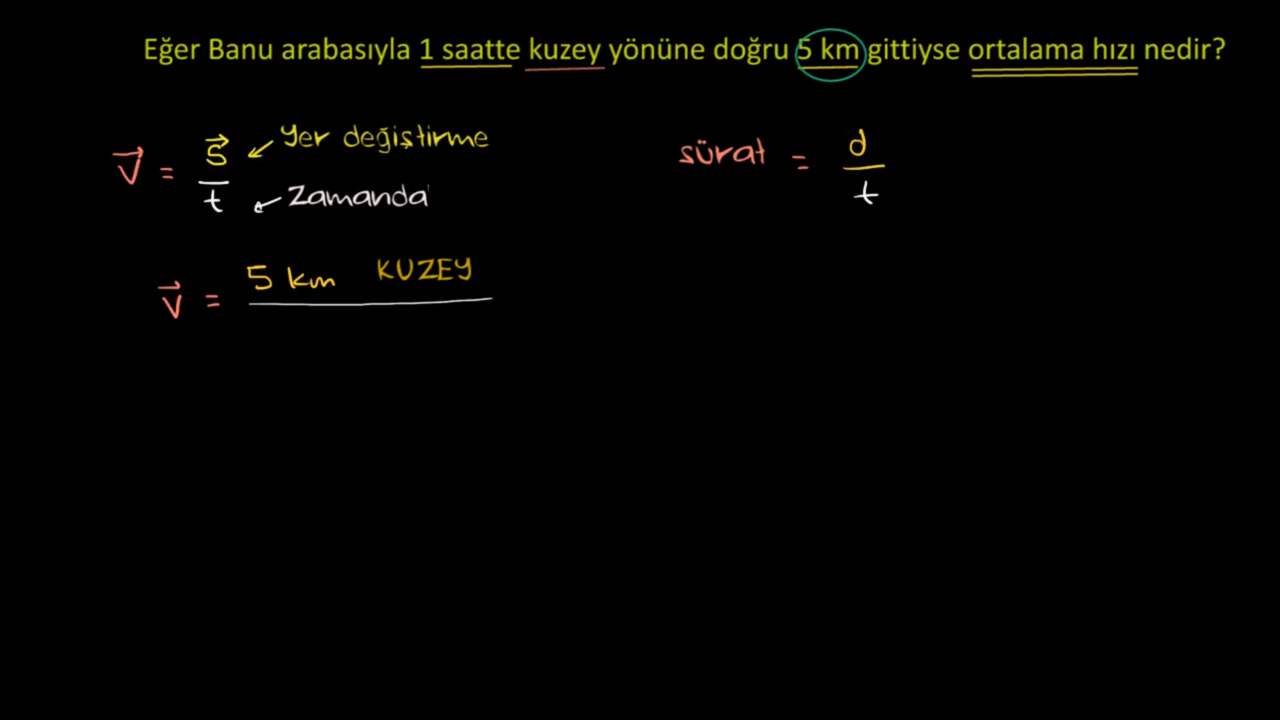 Eğer Banu arabasıyla 1 saatte kuzey yönüne doğru 5 km gittiyse ortalama hızı nedir?
v⃗ = s⃗ / t
Yer değiştirme
Zamanda
sürat = d / t
v⃗ = 5 km KUZEY